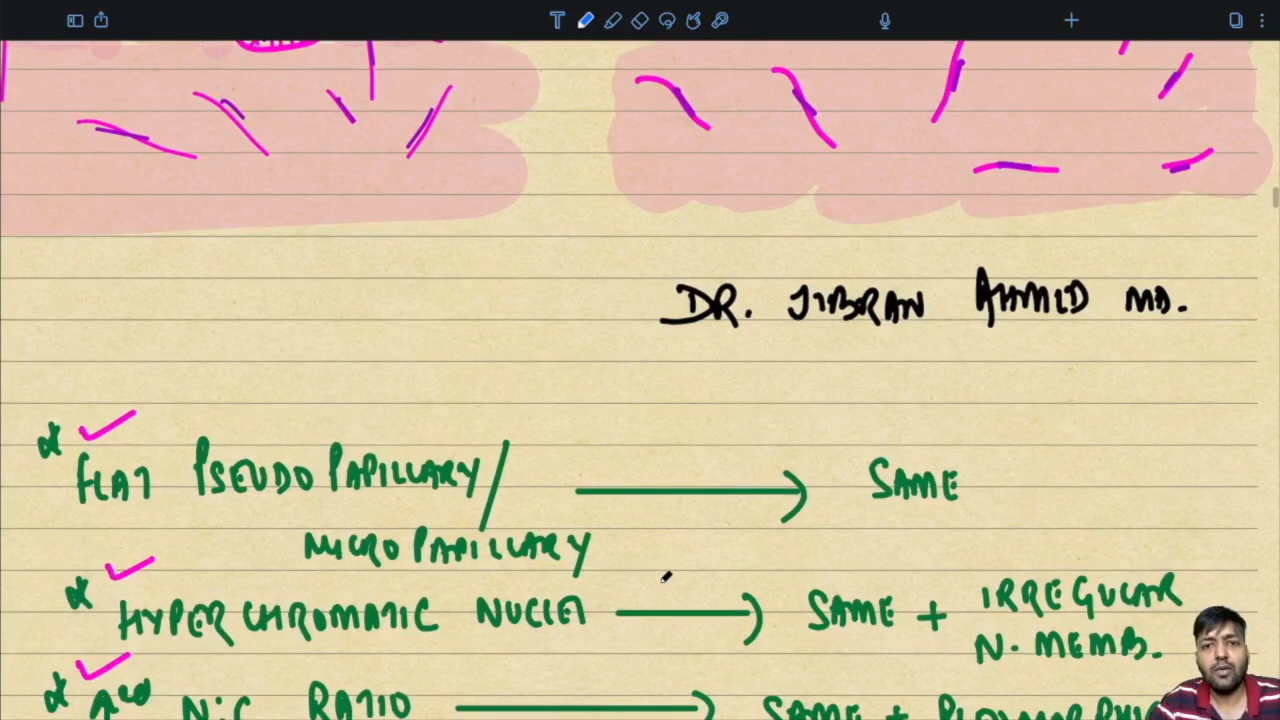 DR. JIBRAN AHMED MD.
* FLAT PSEUDO PAPILLARY/ → SAME
MICRO PAPILLARY
* HYPERCHROMATIC NUCLEI → SAME + IRREGULAR
N. MEMB.
* N:C RATIO → SAME +